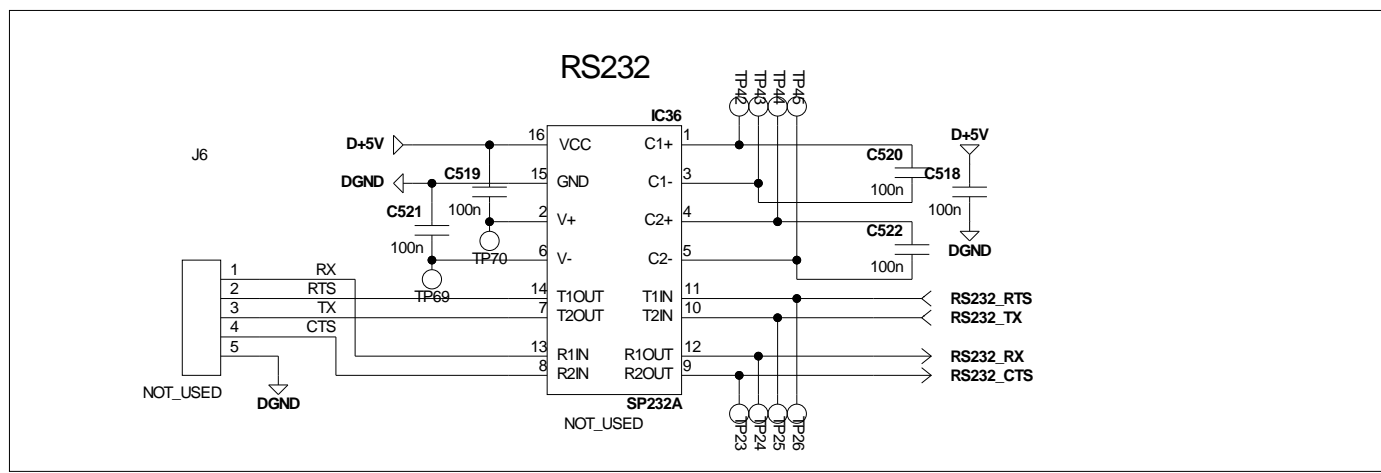 RS232
TP42
TP43
TP44
TP45
IC36
J6
D+5V
16
VCC
C1+
1
C520
100n
D+5V
DGND
15
GND
C519
100n
C1-
3
C518
100n
C521
100n
2
V+
C2+
4
C522
100n
DGND
TP70
6
V-
C2-
5
TP69
1
RX
2
RTS
14
T1OUT
T1IN
11
RS232_RTS
3
TX
7
T2OUT
T2IN
10
RS232_TX
4
CTS
5
13
R1IN
R1OUT
12
RS232_RX
8
R2IN
R2OUT
9
RS232_CTS
NOT_USED
DGND
SP232A
NOT_USED
TP23
TP24
TP25
TP26